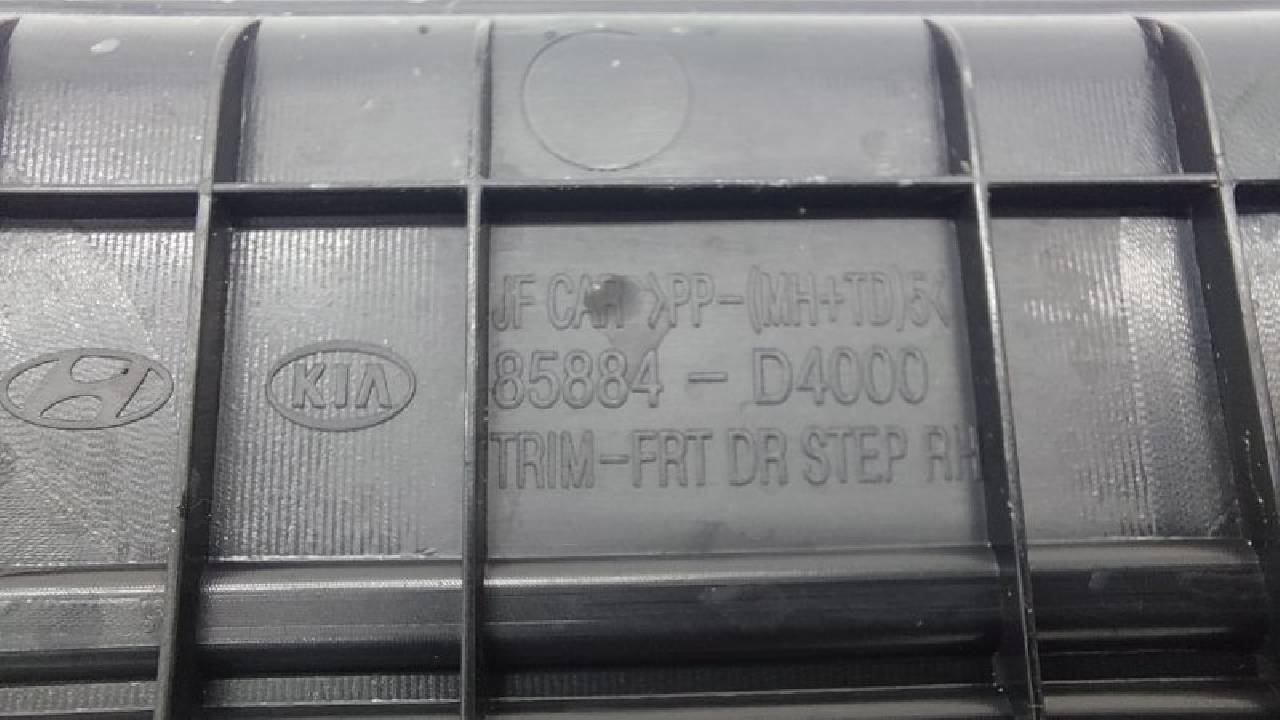 JF CAR >PP-(MH+TD)5<
KIA
85884 - D4000
TRIM-FRT DR STEP RH